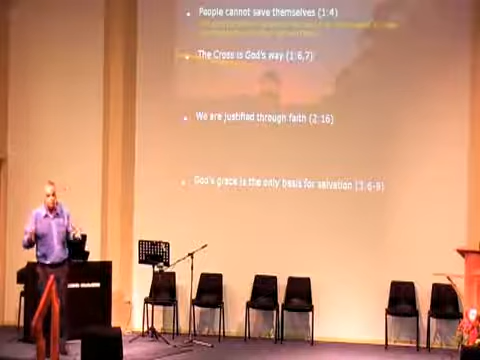 People cannot save themselves (1:4)
The Cross is God's way (1:6,7)
We are justified through faith (2:16)
God's grace is the only basis for salvation (3:6-9)